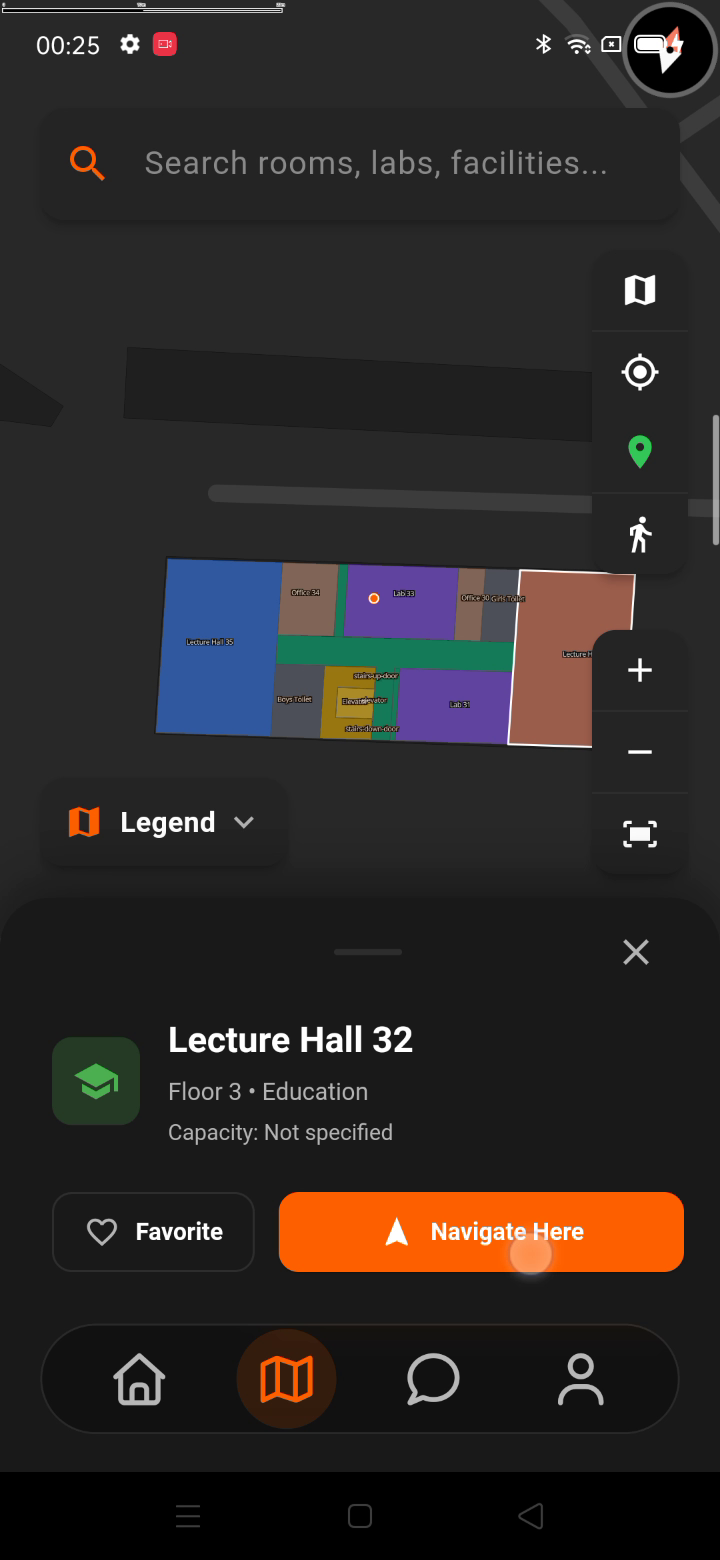 00:25
Search rooms, labs, facilities...
Office 34
Lab 33
Office 30
Girls Toilet
Lecture Hall 35
Lecture H
stairs-up-door
Boys Toilet
Elevator
Lab 31
stairs-down-door
Legend
Lecture Hall 32
Floor 3 • Education
Capacity: Not specified
Favorite
Navigate Here